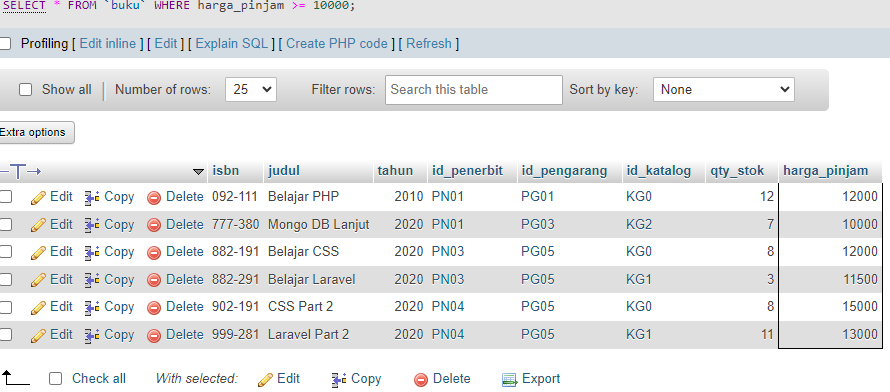 SELECT * FROM `buku` WHERE harga_pinjam >= 10000;
Profiling [ Edit inline ] [ Edit ] [ Explain SQL ] [ Create PHP code ] [ Refresh ]
Show all Number of rows: 25 Filter rows: Search this table Sort by key: None
Extra options
isbn judul tahun id_penerbit id_pengarang id_katalog qty_stok harga_pinjam
Edit Copy Delete 092-111 Belajar PHP 2010 PN01 PG01 KG0 12 12000
Edit Copy Delete 777-380 Mongo DB Lanjut 2020 PN01 PG03 KG2 7 10000
Edit Copy Delete 882-191 Belajar CSS 2020 PN03 PG05 KG0 8 12000
Edit Copy Delete 882-291 Belajar Laravel 2020 PN03 PG05 KG1 3 11500
Edit Copy Delete 902-191 CSS Part 2 2020 PN04 PG05 KG0 8 15000
Edit Copy Delete 999-281 Laravel Part 2 2020 PN04 PG05 KG1 11 13000
Check all With selected: Edit Copy Delete Export